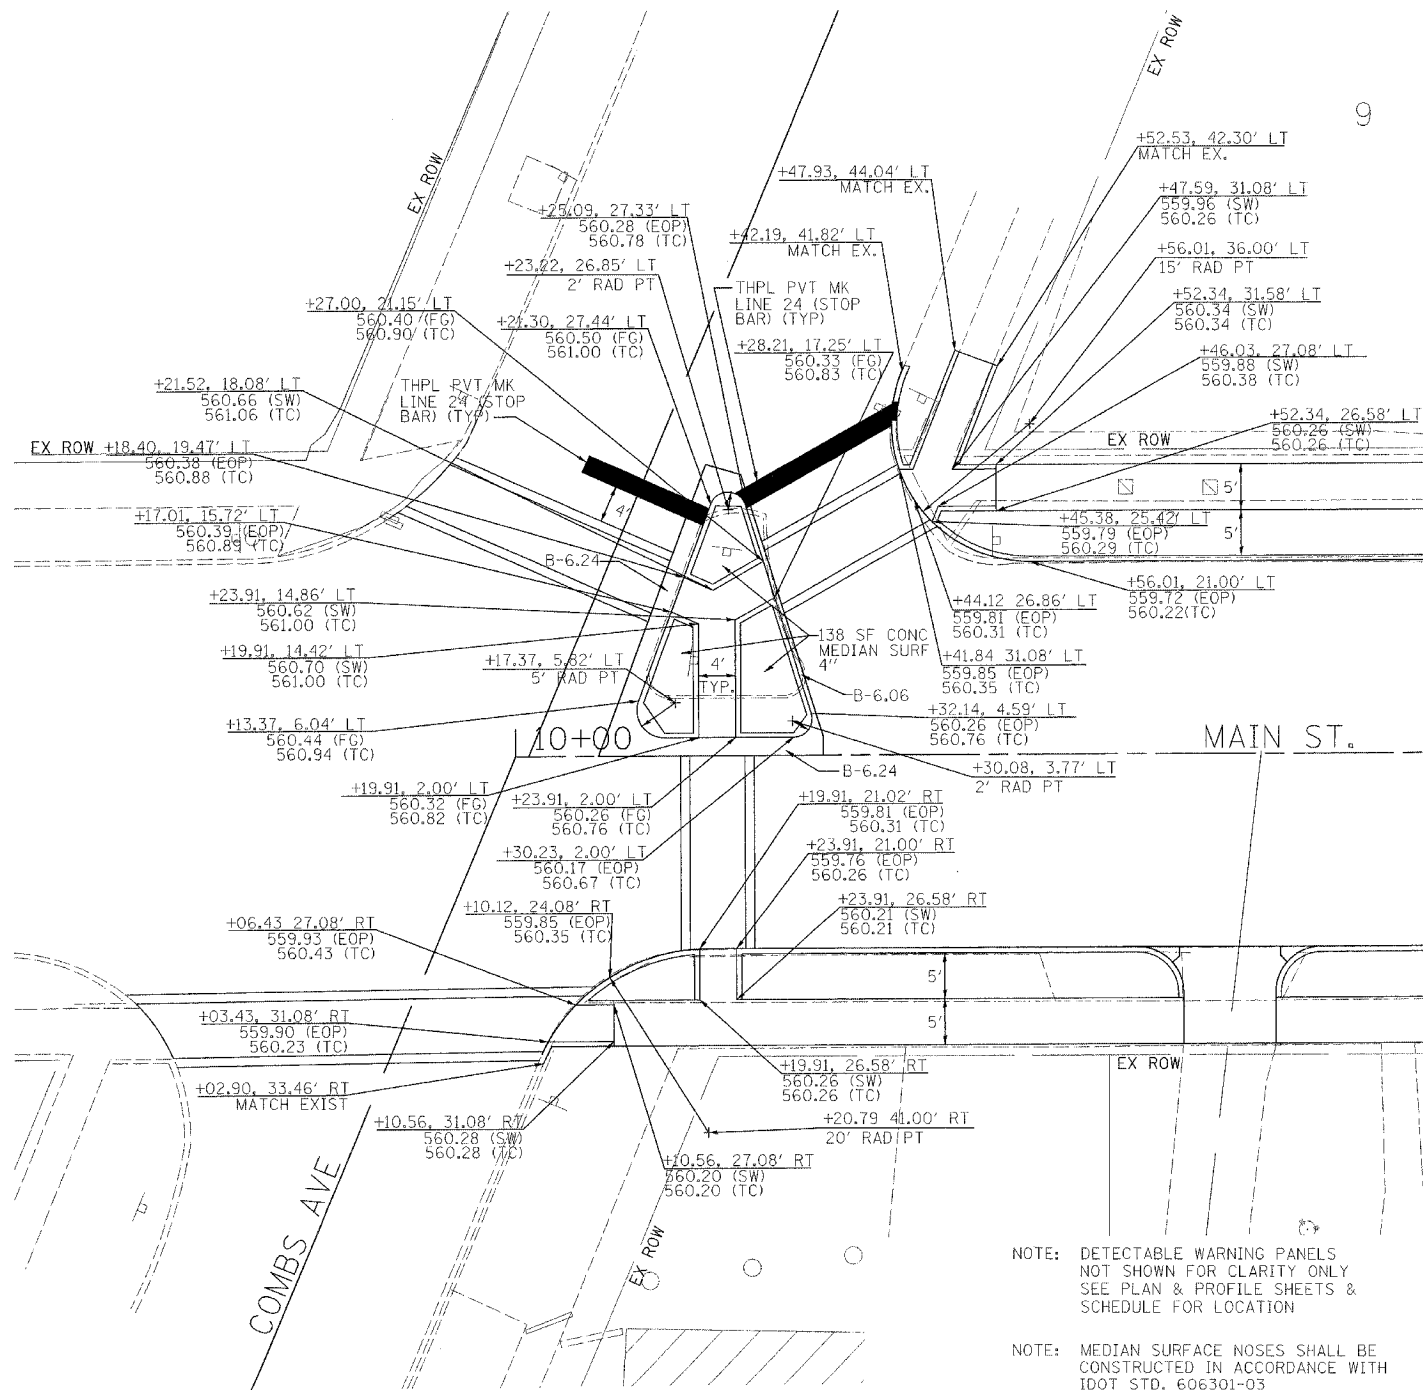 9
EX ROW
EX ROW
+52.53, 42.30' LT
MATCH EX.
+47.93, 44.04' LT
MATCH EX.
+47.59, 31.08' LT
559.96 (SW)
560.26 (TC)
+25.09, 27.33' LT
560.28 (EOP)
560.78 (TC)
+42.19, 41.82' LT
MATCH EX.
+56.01, 36.00' LT
15' RAD PT
+23.22, 26.85' LT
2' RAD PT
THPL PVT MK
LINE 24 (STOP
BAR) (TYP)
+52.34, 31.58' LT
560.34 (SW)
560.34 (TC)
+27.00, 21.15' LT
560.40 (FG)
560.90 (TC)
+21.30, 27.44' LT
560.50 (FG)
561.00 (TC)
+28.21, 17.25' LT
560.33 (FG)
560.83 (TC)
+46.03, 27.08' LT
559.88 (SW)
560.38 (TC)
+21.52, 18.08' LT
560.66 (SW)
561.06 (TC)
THPL PVT MK
LINE 24 (STOP
BAR) (TYP)
+52.34, 26.58' LT
560.26 (SW)
560.26 (TC)
EX ROW
EX ROW
+18.40, 19.47' LT
560.38 (EOP)
560.88 (TC)
5'
4'
+17.01, 15.72' LT
560.39 (EOP)
560.89 (TC)
+45.38, 25.42' LT
559.79 (EOP)
560.29 (TC)
5'
B-6.24
+56.01, 21.00' LT
559.72 (EOP)
560.22(TC)
+23.91, 14.86' LT
560.62 (SW)
561.00 (TC)
+44.12 26.86' LT
559.81 (EOP)
560.31 (TC)
138 SF CONC
MEDIAN SURF
4"
+19.91, 14.42' LT
560.70 (SW)
561.00 (TC)
+17.37, 5.82' LT
5' RAD PT
4'
TYP.
+41.84 31.08' LT
559.85 (EOP)
560.35 (TC)
B-6.06
+13.37, 6.04' LT
560.44 (FG)
560.94 (TC)
+32.14, 4.59' LT
560.26 (EOP)
560.76 (TC)
10+00
MAIN ST.
B-6.24
+30.08, 3.77' LT
2' RAD PT
+19.91, 2.00' LT
560.32 (FG)
560.82 (TC)
+23.91, 2.00' LT
560.26 (FG)
560.76 (TC)
+19.91, 21.02' RT
559.81 (EOP)
560.31 (TC)
+30.23, 2.00' LT
560.17 (EOP)
560.67 (TC)
+23.91, 21.00' RT
559.76 (EOP)
560.26 (TC)
+10.12, 24.08' RT
559.85 (EOP)
560.35 (TC)
+23.91, 26.58' RT
560.21 (SW)
560.21 (TC)
+06.43 27.08' RT
559.93 (EOP)
560.43 (TC)
5'
+03.43, 31.08' RT
559.90 (EOP)
560.23 (TC)
5'
+19.91, 26.58' RT
560.26 (SW)
560.26 (TC)
EX ROW
+02.90, 33.46' RT
MATCH EXIST
+10.56, 31.08' RT
560.28 (SW)
560.28 (TC)
+20.79 41.00' RT
20' RAD PT
+10.56, 27.08' RT
560.20 (SW)
560.20 (TC)
COMBS AVE
EX ROW
NOTE: DETECTABLE WARNING PANELS
NOT SHOWN FOR CLARITY ONLY
SEE PLAN & PROFILE SHEETS &
SCHEDULE FOR LOCATION
NOTE: MEDIAN SURFACE NOSES SHALL BE
CONSTRUCTED IN ACCORDANCE WITH
IDOT STD. 606301-03